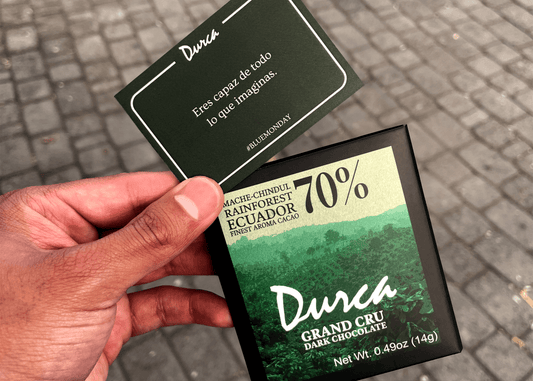 Durca
Eres capaz de todo
lo que imaginas.
#BLUEMONDAY
MACHE-CHINDUL
RAINFOREST
ECUADOR
FINEST AROMA CACAO
70%
Durca
GRAND CRU
DARK CHOCOLATE
Net Wt. 0.49oz (14g)